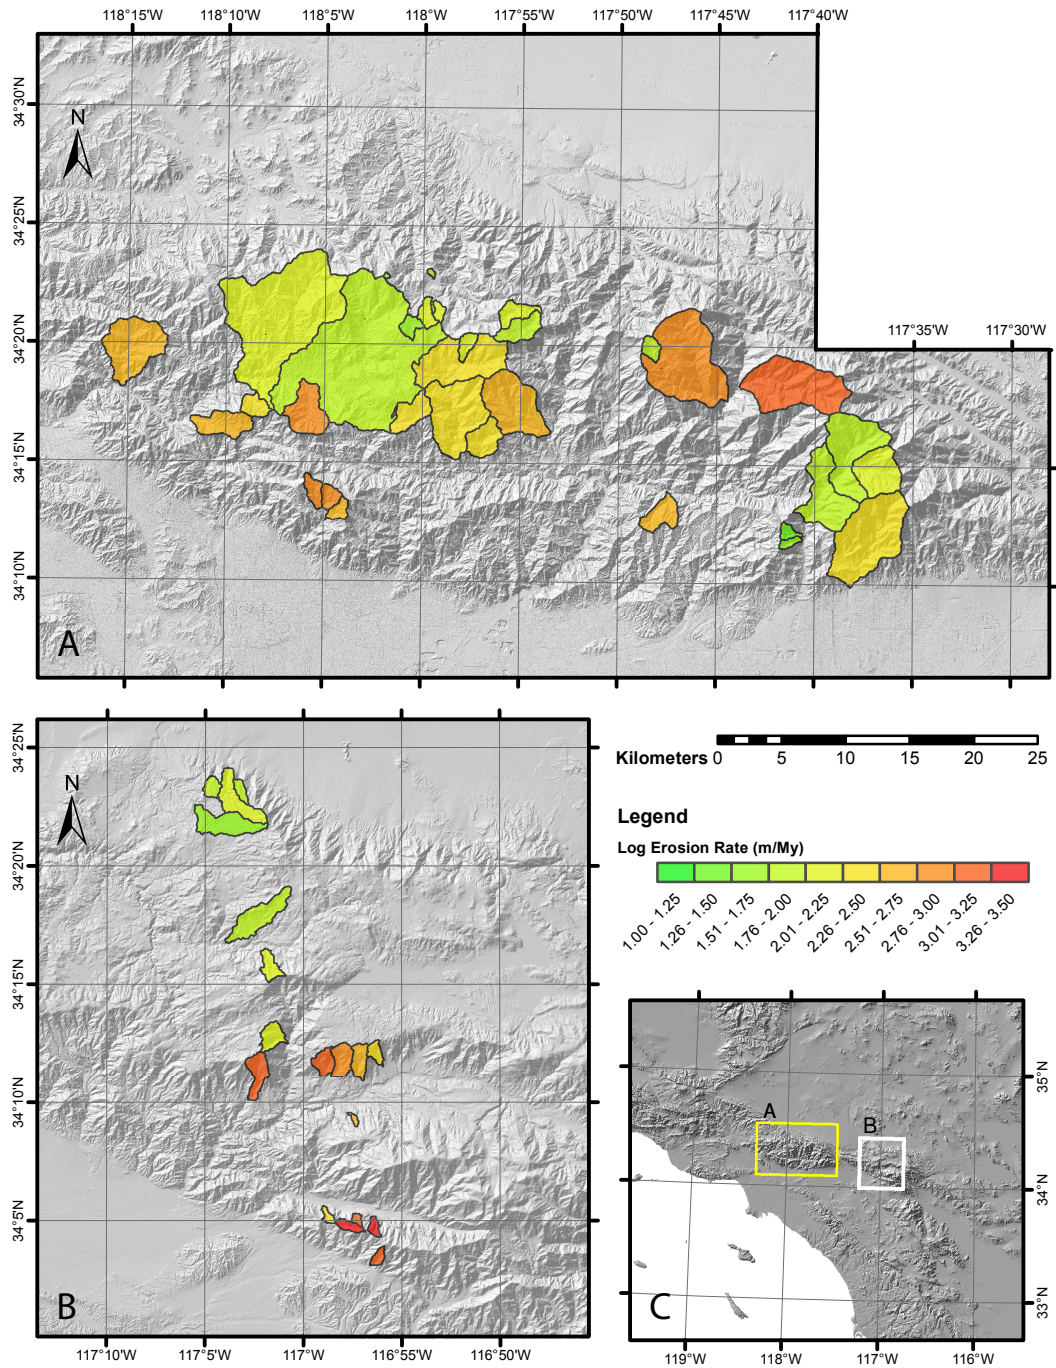 118°15'W 118°10'W 118°5'W 118°W 117°55'W 117°50'W 117°45'W 117°40'W
34°30'N
N
34°25'N
34°20'N
117°35'W 117°30'W
34°15'N
34°10'N
A
34°25'N
N
34°20'N
34°15'N
34°10'N
34°5'N
B
117°10'W 117°5'W 117°W 116°55'W 116°50'W
Kilometers 0 5 10 15 20 25
Legend
Log Erosion Rate (m/My)
1.00 - 1.25
1.26 - 1.50
1.51 - 1.75
1.76 - 2.00
2.01 - 2.25
2.26 - 2.50
2.51 - 2.75
2.76 - 3.00
3.01 - 3.25
3.26 - 3.50
A
B
C
35°N
34°N
33°N
119°W 118°W 117°W 116°W